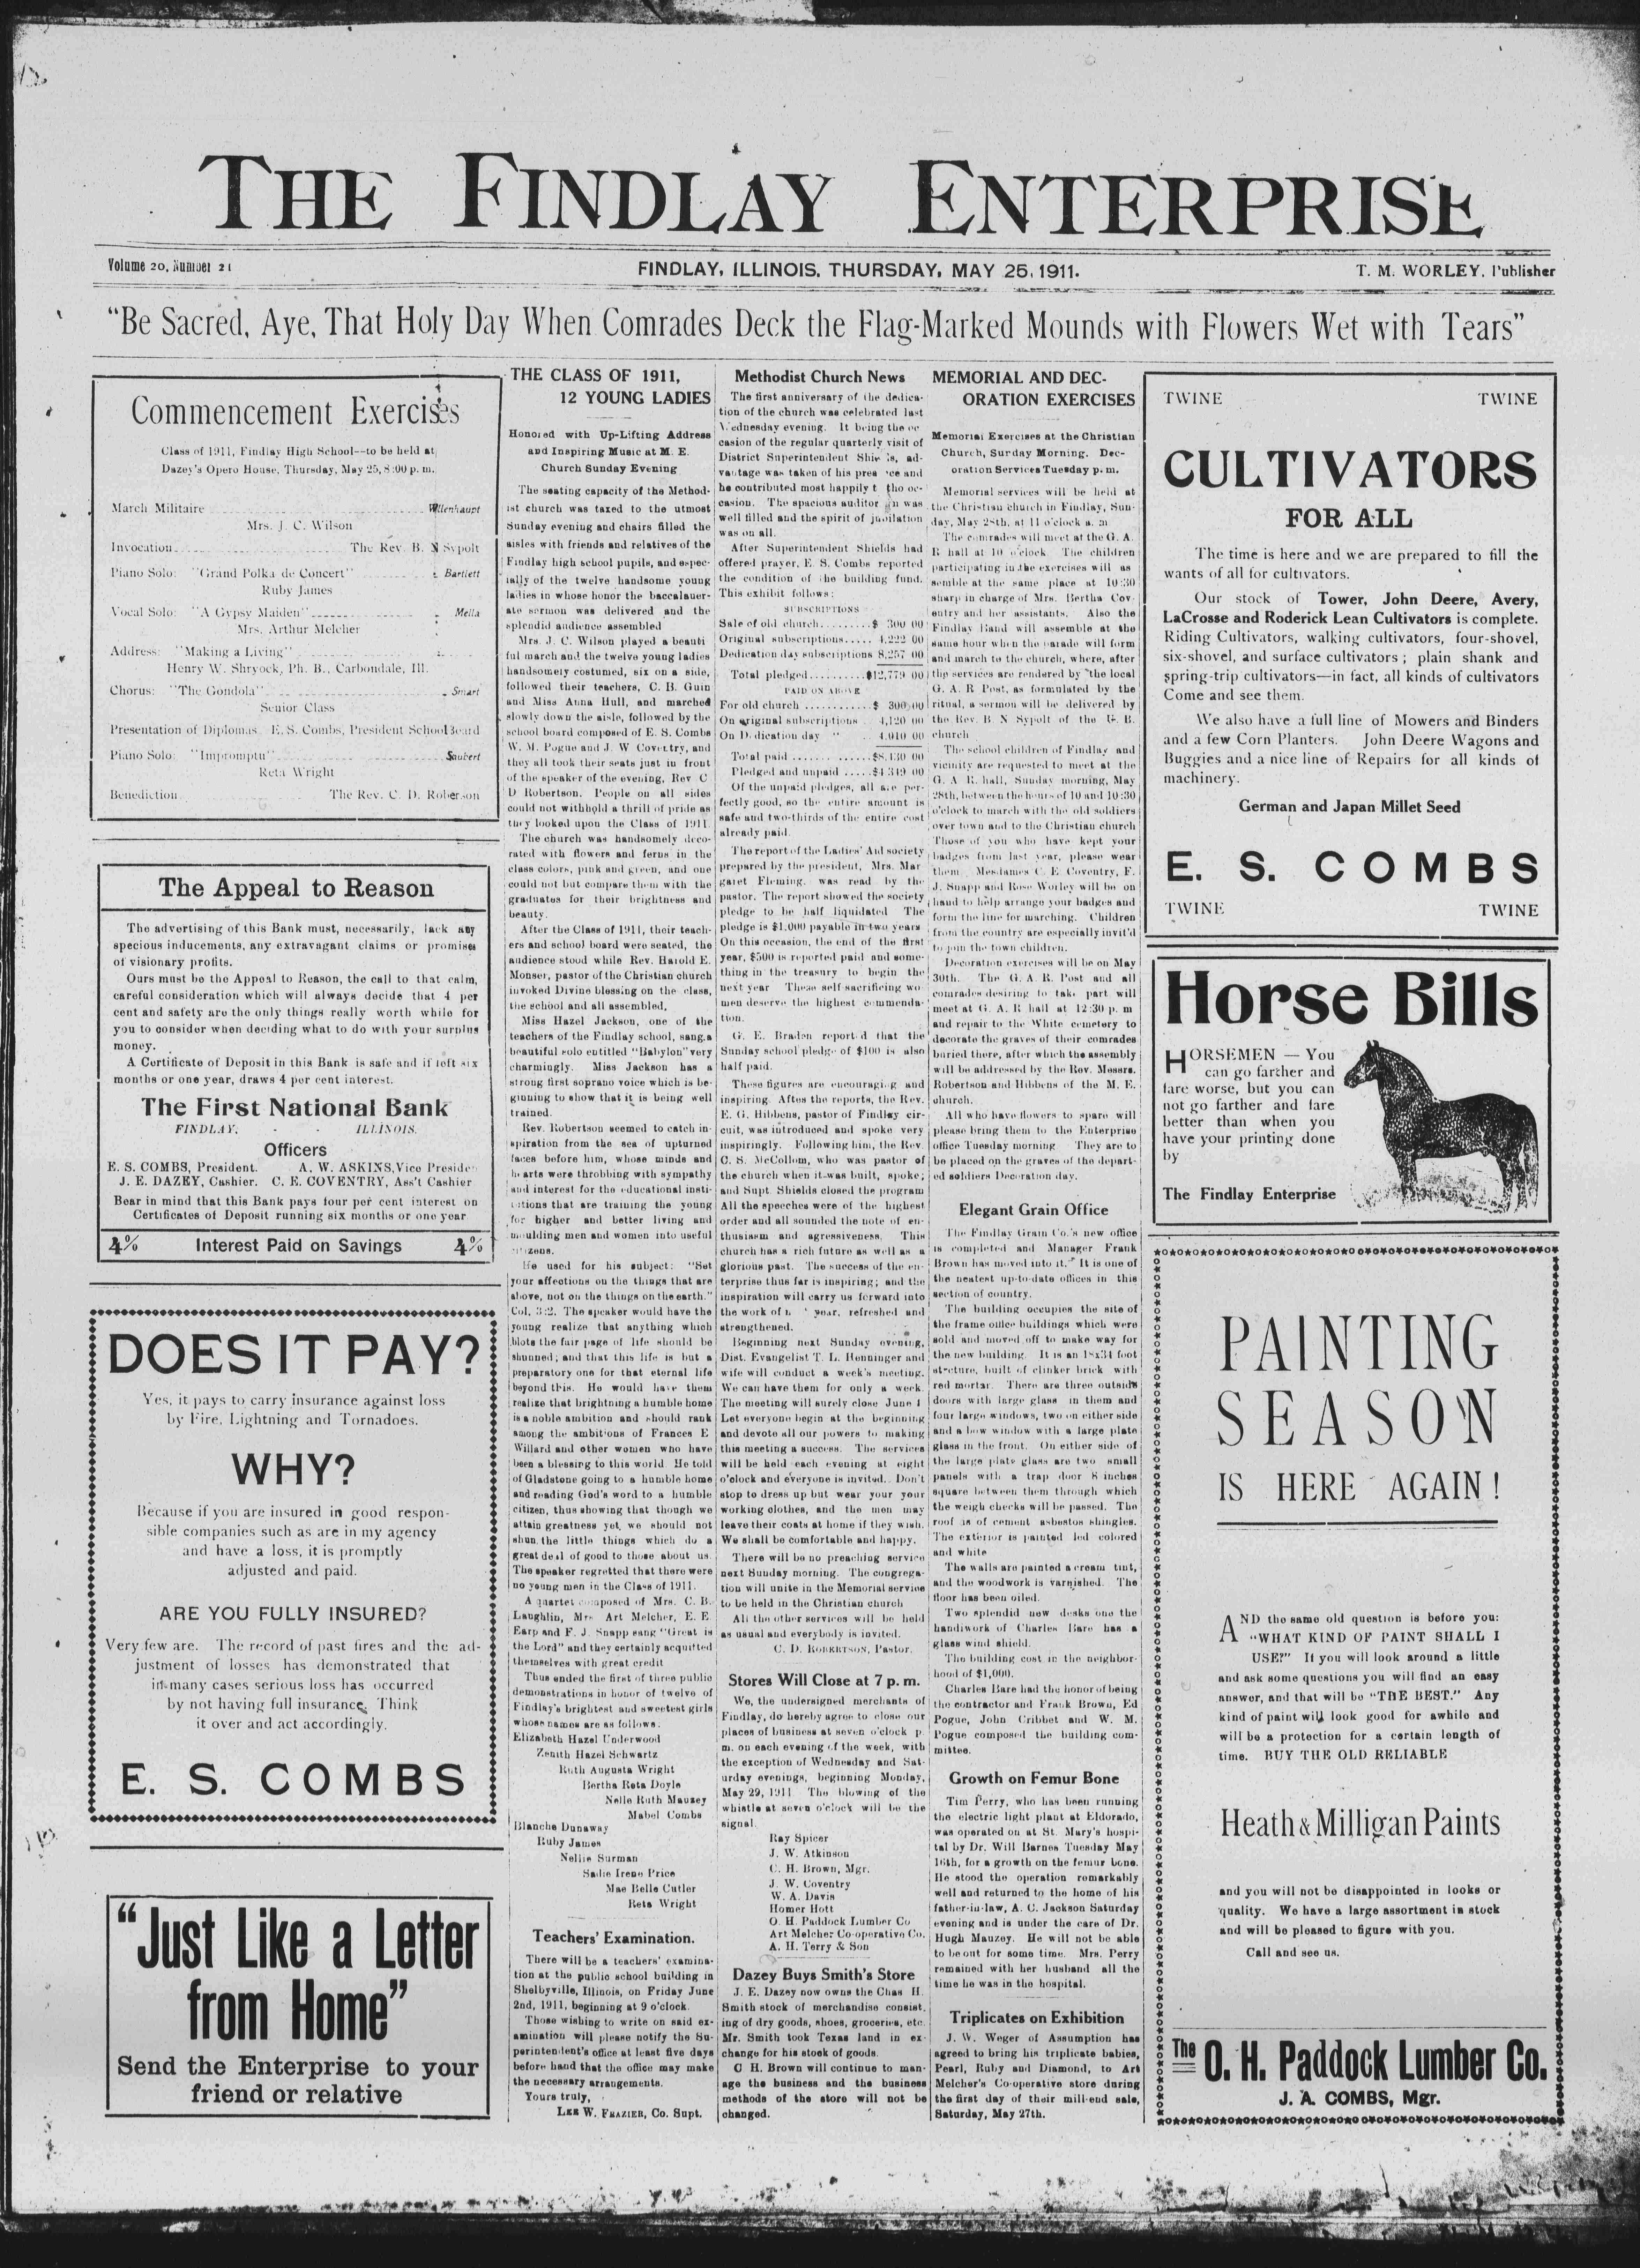 THE FINDLAY ENTERPRISE
Volume 20, Number 21
FINDLAY, ILLINOIS, THURSDAY, MAY 25, 1911.
T. M. WORLEY, Publisher
"Be Sacred, Aye, That Holy Day When Comrades Deck the Flag-Marked Mounds with Flowers Wet with Tears"
Commencement Exercises
Class of 1911, Findlay High School--to be held at
Dazey's Opero House, Thursday, May 25, 8:00 p. m.
March Militaire
Mrs. J. C. Wilson
Invocation The Rev. B. N Sypolt
Piano Solo: "Grand Polka de Concert" Bartlett
Ruby James
Vocal Solo: "A Gypsy Maiden" Mella
Mrs. Arthur Melcher
Address: "Making a Living"
Henry W. Shryock, Ph. B., Carbondale, Ill.
Chorus: "The Gondola" Smart
Senior Class
Presentation of Diplomas. E. S. Combs, President School Board
Piano Solo: "Impromptu"
Reta Wright
Benediction The Rev. C. D. Roberson
The Appeal to Reason
The advertising of this Bank must, necessarily, lack any
specious inducements, any extravagant claims or promises
of visionary profits.
Ours must be the Appeal to Reason, the call to that calm,
careful consideration which will always decide that 4 per
cent and safety are the only things really worth while for
you to consider when deciding what to do with your surplus
money.
A Certificate of Deposit in this Bank is safe and if left six
months or one year, draws 4 per cent interest.
The First National Bank
FINDLAY, - - ILLINOIS.
Officers
E. S. COMBS, President. A. W. ASKINS, Vice
J. E. DAZEY, Cashier. C. E. COVENTRY, Ass't Cashier
Bear in mind that this Bank pays four per cent interest on
Certificates of Deposit running six months or one year
4% Interest Paid on Savings 4%
DOES IT PAY?
Yes, it pays to carry insurance against loss
by Fire, Lightning and Tornadoes.
WHY?
Because if you are insured in good respon-
sible companies such as are in my agency
and have a loss, it is promptly
adjusted and paid.
ARE YOU FULLY INSURED?
Very few are. The record of past fires and the ad-
justment of losses has demonstrated that
in many cases serious loss has occurred
by not having full insurance. Think
it over and act accordingly.
E. S. COMBS
"Just Like a Letter
from Home"
Send the Enterprise to your
friend or relative
THE CLASS OF 1911,
12 YOUNG LADIES
Honored with Up-Lifting Address
and Inspiring Music at M. E.
Church Sunday Evening
The seating capacity of the Method-
ist church was taxed to the utmost
Sunday evening and chairs filled the
aisles with friends and relatives of the
Findlay high school pupils, and espec-
ially of the twelve handsome young
ladies in whose honor the baccalaure-
ate sermon was delivered and the
splendid audience assembled
Mrs. J. C. Wilson played a beauti
ful march and the twelve young ladies
handsomely costumed, six on a side,
followed their teachers, C. B. Guin
and Miss Anna Hull, and marched
slowly down the aisle, followed by the
school board composed of E. S. Combs
W. M. Pogue and J. W Coventry, and
they all took their seats just in front
of the speaker of the evening, Rev C
D Robertson. People on all sides
could not withhold a thrill of pride as
they looked upon the Class of 1911.
The church was handsomely deco-
rated with flowers and ferns in the
class colors, pink and green, and one
could not but compare them with the
graduates for their brightness and
beauty.
After the Class of 1911, their teach-
ers and school board were seated, the
audience stood while Rev. Harold E.
Monser, pastor of the Christian church
invoked Divine blessing on the class,
the school and all assembled.
Miss Hazel Jackson, one of the
teachers of the Findlay school, sang a
beautiful solo entitled "Babylon" very
charmingly. Miss Jackson has a
strong first soprano voice which is be-
ginning to show that it is being well
trained.
Rev. Robertson seemed to catch in-
spiration from the sea of upturned
faces before him, whose minds and
hearts were throbbing with sympathy
and interest for the educational insti-
tutions that are training the young
for higher and better living and
moulding men and women into useful
citizens.
He used for his subject: "Set
your affections on the things that are
above, not on the things on the earth."
Col. 3:2. The speaker would have the
young realize that anything which
blots the fair page of life should be
shunned; and that this life is but a
preparatory one for that eternal life
beyond this. He would have them
realize that brightning a humble home
is a noble ambition and should rank
among the ambitions of Frances E
Willard and other women who have
been a blessing to this world. He told
of Gladstone going to a humble home
and reading God's word to a humble
citizen, thus showing that though we
attain greatness yet, we should not
shun the little things which do a
great deal of good to those about us.
The speaker regretted that there were
no young men in the Class of 1911.
A quartet composed of Mrs. C. B.
Laughlin, Mrs Art Melcher, E. E.
Earp and F. J. Snapp sang "Great is
the Lord" and they certainly acquitted
themselves with great credit
Thus ended the first of three public
demonstrations in honor of twelve of
Findlay's brightest and sweetest girls
whose names are as follows:
Elizabeth Hazel Underwood
Zenith Hazel Schwartz
Ruth Augusta Wright
Bertha Reta Doyle
Nelle Ruth Mauzey
Mabel Combs
Blanche Dunaway
Ruby James
Nellie Surman
Sadie Irene Price
Mae Belle Cutler
Reta Wright
Teachers' Examination.
There will be a teachers' examina-
tion at the public school building in
Shelbyville, Illinois, on Friday June
2nd, 1911, beginning at 9 o'clock.
Those wishing to write on said ex-
amination will please notify the Su-
perintendent's office at least five days
before hand that the office may make
the necessary arrangements.
Yours truly,
LEE W. FRAZIER, Co. Supt.
Methodist Church News
The first anniversary of the dedica-
tion of the church was celebrated last
Wednesday evening. It being the oc
casion of the regular quarterly visit of
District Superintendent Shields, ad-
vantage was taken of his presence and
he contributed most happily to the oc-
casion. The spacious auditorium was
well filled and the spirit of jubilation
was on all.
After Superintendent Shields had
offered prayer, E. S. Combs reported
the condition of the building fund.
This exhibit follows:
SUBSCRIPTIONS
Sale of old church $ 300 00
Original subscriptions 4,222 00
Dedication day subscriptions 8,257 00
Total pledged $12,779 00
PAID ON ABOVE
For old church $ 300 00
On original subscriptions 4,120 00
On Dedication day " 4,010 00
Total paid $8,430 00
Pledged and unpaid $4 349 00
Of the unpaid pledges, all are per-
fectly good, so the entire amount is
safe and two-thirds of the entire cost
already paid.
The report of the Ladies' Aid society
prepared by the president, Mrs. Mar
garet Fleming, was read by the
pastor. The report showed the society
pledge to be half liquidated The
pledge is $1,000 payable in two years
On this occasion, the end of the first
year, $500 is reported paid and some-
thing in the treasury to begin the
next year These self sacrificing wo
men deserve the highest commenda-
tion.
G. E. Braden report'd that the
Sunday school pledge of $100 is also
half paid.
These figures are encouraging and
inspiring. Aftes the reports, the Rev.
E. G. Hibbens, pastor of Findlay cir-
cuit, was introduced and spoke very
inspiringly. Following him, the Rev.
C. S. McCollom, who was pastor of
the church when it was built, spoke;
and Supt. Shields closed the program
All the speeches were of the highest
order and all sounded the note of en-
thusiasm and agressiveness. This
church has a rich future as well as a
glorious past. The success of the en-
terprise thus far is inspiring; and the
inspiration will carry us forward into
the work of year, refreshed and
strengthened.
Beginning next Sunday evening,
Dist. Evangelist T. L. Henninger and
wife will conduct a week's meeting.
We can have them for only a week.
The meeting will surely close June 4
Let everyone begin at the beginning
and devote all our powers to making
this meeting a success. The services
will be held each evening at eight
o'clock and everyone is invited. Don't
stop to dress up but wear your your
working clothes, and the men may
leave their coats at home if they wish.
We shall be comfortable and happy.
There will be no preaching service
next Sunday morning. The congrega-
tion will unite in the Memorial service
to be held in the Christian church
All the other services will be held
as usual and everybody is invited.
C. D. ROBERTSON, Pastor.
Stores Will Close at 7 p. m.
We, the undersigned merchants of
Findlay, do hereby agree to close our
places of business at seven o'clock p
m. on each evening of the week, with
the exception of Wednesday and Sat-
urday evenings, beginning Monday,
May 29, 1911 The blowing of the
whistle at seven o'clock will be the
signal.
Ray Spicer
J. W. Atkinson
C. H. Brown, Mgr.
J. W. Coventry
W. A. Davis
Homer Hott
O. H. Paddock Lumber Co
Art Melcher Co-operative Co.
A. H. Terry & Son
Dazey Buys Smith's Store
J. E. Dazey now owns the Chas H.
Smith stock of merchandise consist.
ing of dry goods, shoes, groceries, etc.
Mr. Smith took Texas land in ex-
change for his stock of goods.
C H. Brown will continue to man-
age the business and the business
methods of the store will not be
changed.
MEMORIAL AND DEC-
ORATION EXERCISES
Memorial Exercises at the Christian
Church, Sunday Morning. Dec-
oration Services Tuesday p. m.
Memorial services will be held at
the Christian church in Findlay, Sun-
day, May 28th, at 11 o'clock a. m
The comrades will meet at the G. A.
R hall at 10 o'clock The children
participating in the exercises will as
semble at the same place at 10:30
sharp in charge of Mrs. Bertha Cov-
entry and her assistants. Also the
Findlay Band will assemble at the
same hour when the parade will form
and march to the church, where, after
the services are rendered by the local
G. A. R Post, as formulated by the
ritual, a sermon will be delivered by
the Rev. B N Sypolt of the U. B.
church
The school children of Findlay and
vicinity are requested to meet at the
G. A R. hall, Sunday morning, May
28th, between the hours of 10 and 10:30
o'clock to march with the old soldiers
over town and to the Christian church
Those of you who have kept your
badges from last year, please wear
them. Mesdames C. E Coventry, F.
J. Snapp and Rose Worley will be on
hand to help arrange your badges and
form the line for marching. Children
from the country are especially invit'd
to join the town children.
Decoration exercises will be on May
30th. The G. A. R. Post and all
comrades desiring to take part will
meet at G. A. R hall at 12:30 p. m
and repair to the White cemetery to
decorate the graves of their comrades
buried there, after which the assembly
will be addressed by the Rev. Messrs.
Robertson and Hibbens of the M. E.
church.
All who have flowers to spare will
please bring them to the Enterprise
office Tuesday morning They are to
be placed on the graves of the depart-
ed soldiers Decoration day.
Elegant Grain Office
The Findlay Grain Co.'s new office
is completed and Manager Frank
Brown has moved into it. It is one of
the neatest up-to-date offices in this
section of country.
The building occupies the site of
the frame office buildings which were
sold and moved off to make way for
the new building. It is an 18x34 foot
structure, built of clinker brick with
red mortar. There are three outside
doors with large glass in them and
four large windows, two on either side
and a bow window with a large plate
glass in the front. On either side of
the large plate glass are two small
panels with a trap door 8 inches
square between them through which
the weigh checks will be passed. The
roof is of cement asbestos shingles.
The exterior is painted led colored
and white
The walls are painted a cream tint,
and the woodwork is varnished. The
floor has been oiled.
Two splendid new desks one the
handiwork of Charles Bare has a
glass wind shield.
The building cost in the neighbor-
hood of $1,000.
Charles Bare had the honor of being
the contractor and Frank Brown, Ed
Pogue, John Cribbet and W. M.
Pogue composed the building com-
mittee.
Growth on Femur Bone
Tim Perry, who has been running
the electric light plant at Eldorado,
was operated on at St. Mary's hospi-
tal by Dr. Will Barnes Tuesday May
16th, for a growth on the femur bone.
He stood the operation remarkably
well and returned to the home of his
father-in-law, A. C. Jackson Saturday
evening and is under the care of Dr.
Hugh Mauzey. He will not be able
to be out for some time. Mrs. Perry
remained with her husband all the
time he was in the hospital.
Triplicates on Exhibition
J. W. Weger of Assumption has
agreed to bring his triplicate babies,
Pearl, Ruby and Diamond, to Art
Melcher's Co-operative store during
the first day of their mill-end sale,
Saturday, May 27th.
TWINE TWINE
CULTIVATORS
FOR ALL
The time is here and we are prepared to fill the
wants of all for cultivators.
Our stock of Tower, John Deere, Avery,
LaCrosse and Roderick Lean Cultivators is complete.
Riding Cultivators, walking cultivators, four-shovel,
six-shovel, and surface cultivators; plain shank and
spring-trip cultivators—in fact, all kinds of cultivators
Come and see them.
We also have a full line of Mowers and Binders
and a few Corn Planters. John Deere Wagons and
Buggies and a nice line of Repairs for all kinds of
machinery.
German and Japan Millet Seed
E. S. COMBS
TWINE TWINE
Horse Bills
HORSEMEN — You
can go farther and
fare worse, but you can
not go farther and fare
better than when you
have your printing done
by
The Findlay Enterprise
PAINTING
SEASON
IS HERE AGAIN!
AND the same old question is before you:
"WHAT KIND OF PAINT SHALL I
USE?" If you will look around a little
and ask some questions you will find an easy
answer, and that will be "THE BEST." Any
kind of paint will look good for awhile and
will be a protection for a certain length of
time. BUY THE OLD RELIABLE
Heath & Milligan Paints
and you will not be disappointed in looks or
quality. We have a large assortment in stock
and will be pleased to figure with you.
Call and see us.
The O. H. Paddock Lumber Co.
J. A. COMBS, Mgr.